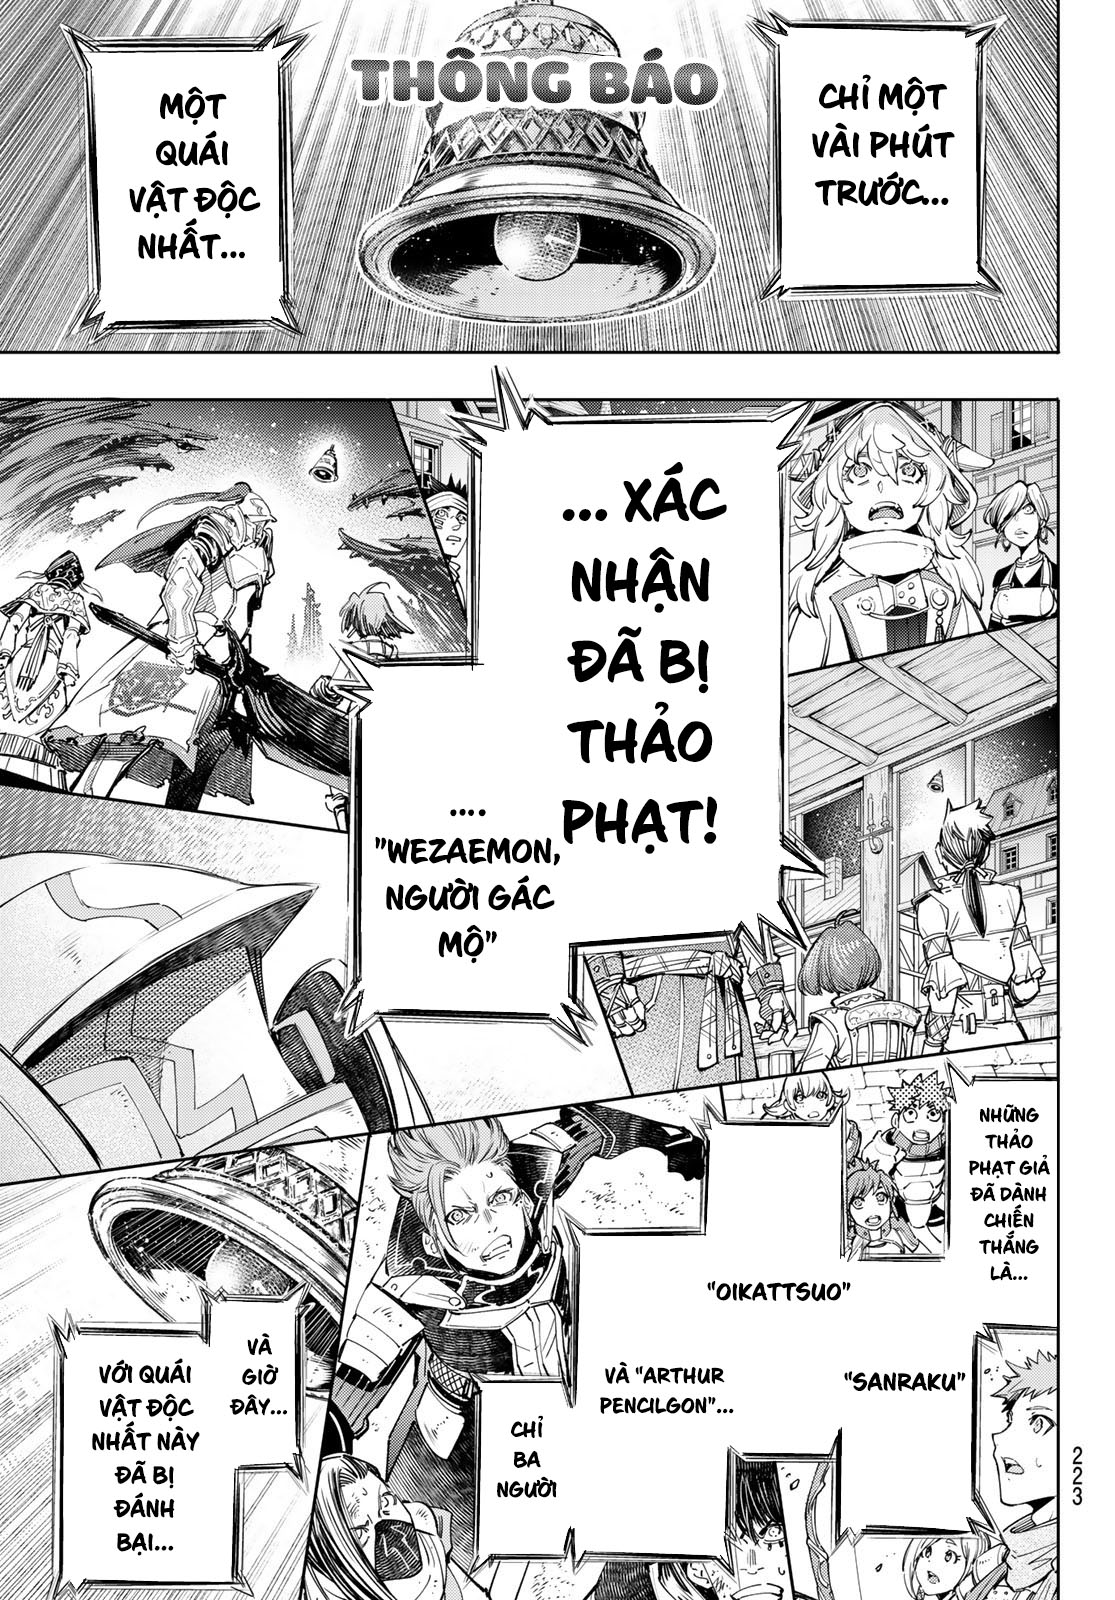 THÔNG BÁO
CHỈ MỘT
VÀI PHÚT
TRƯỚC...
MỘT
QUÁI
VẬT ĐỘC
NHẤT...
... XÁC
NHẬN
ĐÃ BỊ
THẢO
PHẠT!
....
"WEZAEMON,
NGƯỜI GÁC
MỘ"
NHỮNG
THẢO
PHẠT GIẢ
ĐÃ DÀNH
CHIẾN
THẮNG
LÀ...
"OIKATTSUO"
"SANRAKU"
VÀ "ARTHUR
PENCILGON"...
CHỈ
BA
NGƯỜI
VÀ
GIỜ
ĐÂY...
VỚI QUÁI
VẬT ĐỘC
NHẤT NÀY
ĐÃ BỊ
ĐÁNH
BẠI...
223